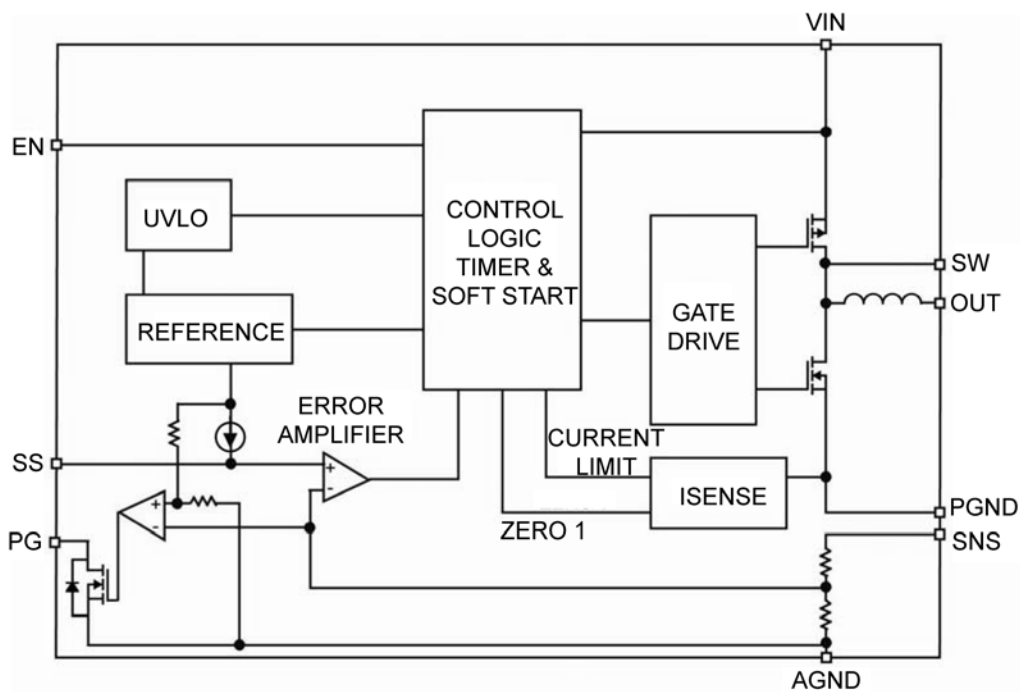 VIN
EN
UVLO
CONTROL
LOGIC
TIMER &
SOFT START
SW
OUT
REFERENCE
GATE
DRIVE
ERROR
AMPLIFIER
CURRENT
LIMIT
SS
+
-
ISENSE
+
-
PGND
ZERO 1
SNS
PG
AGND